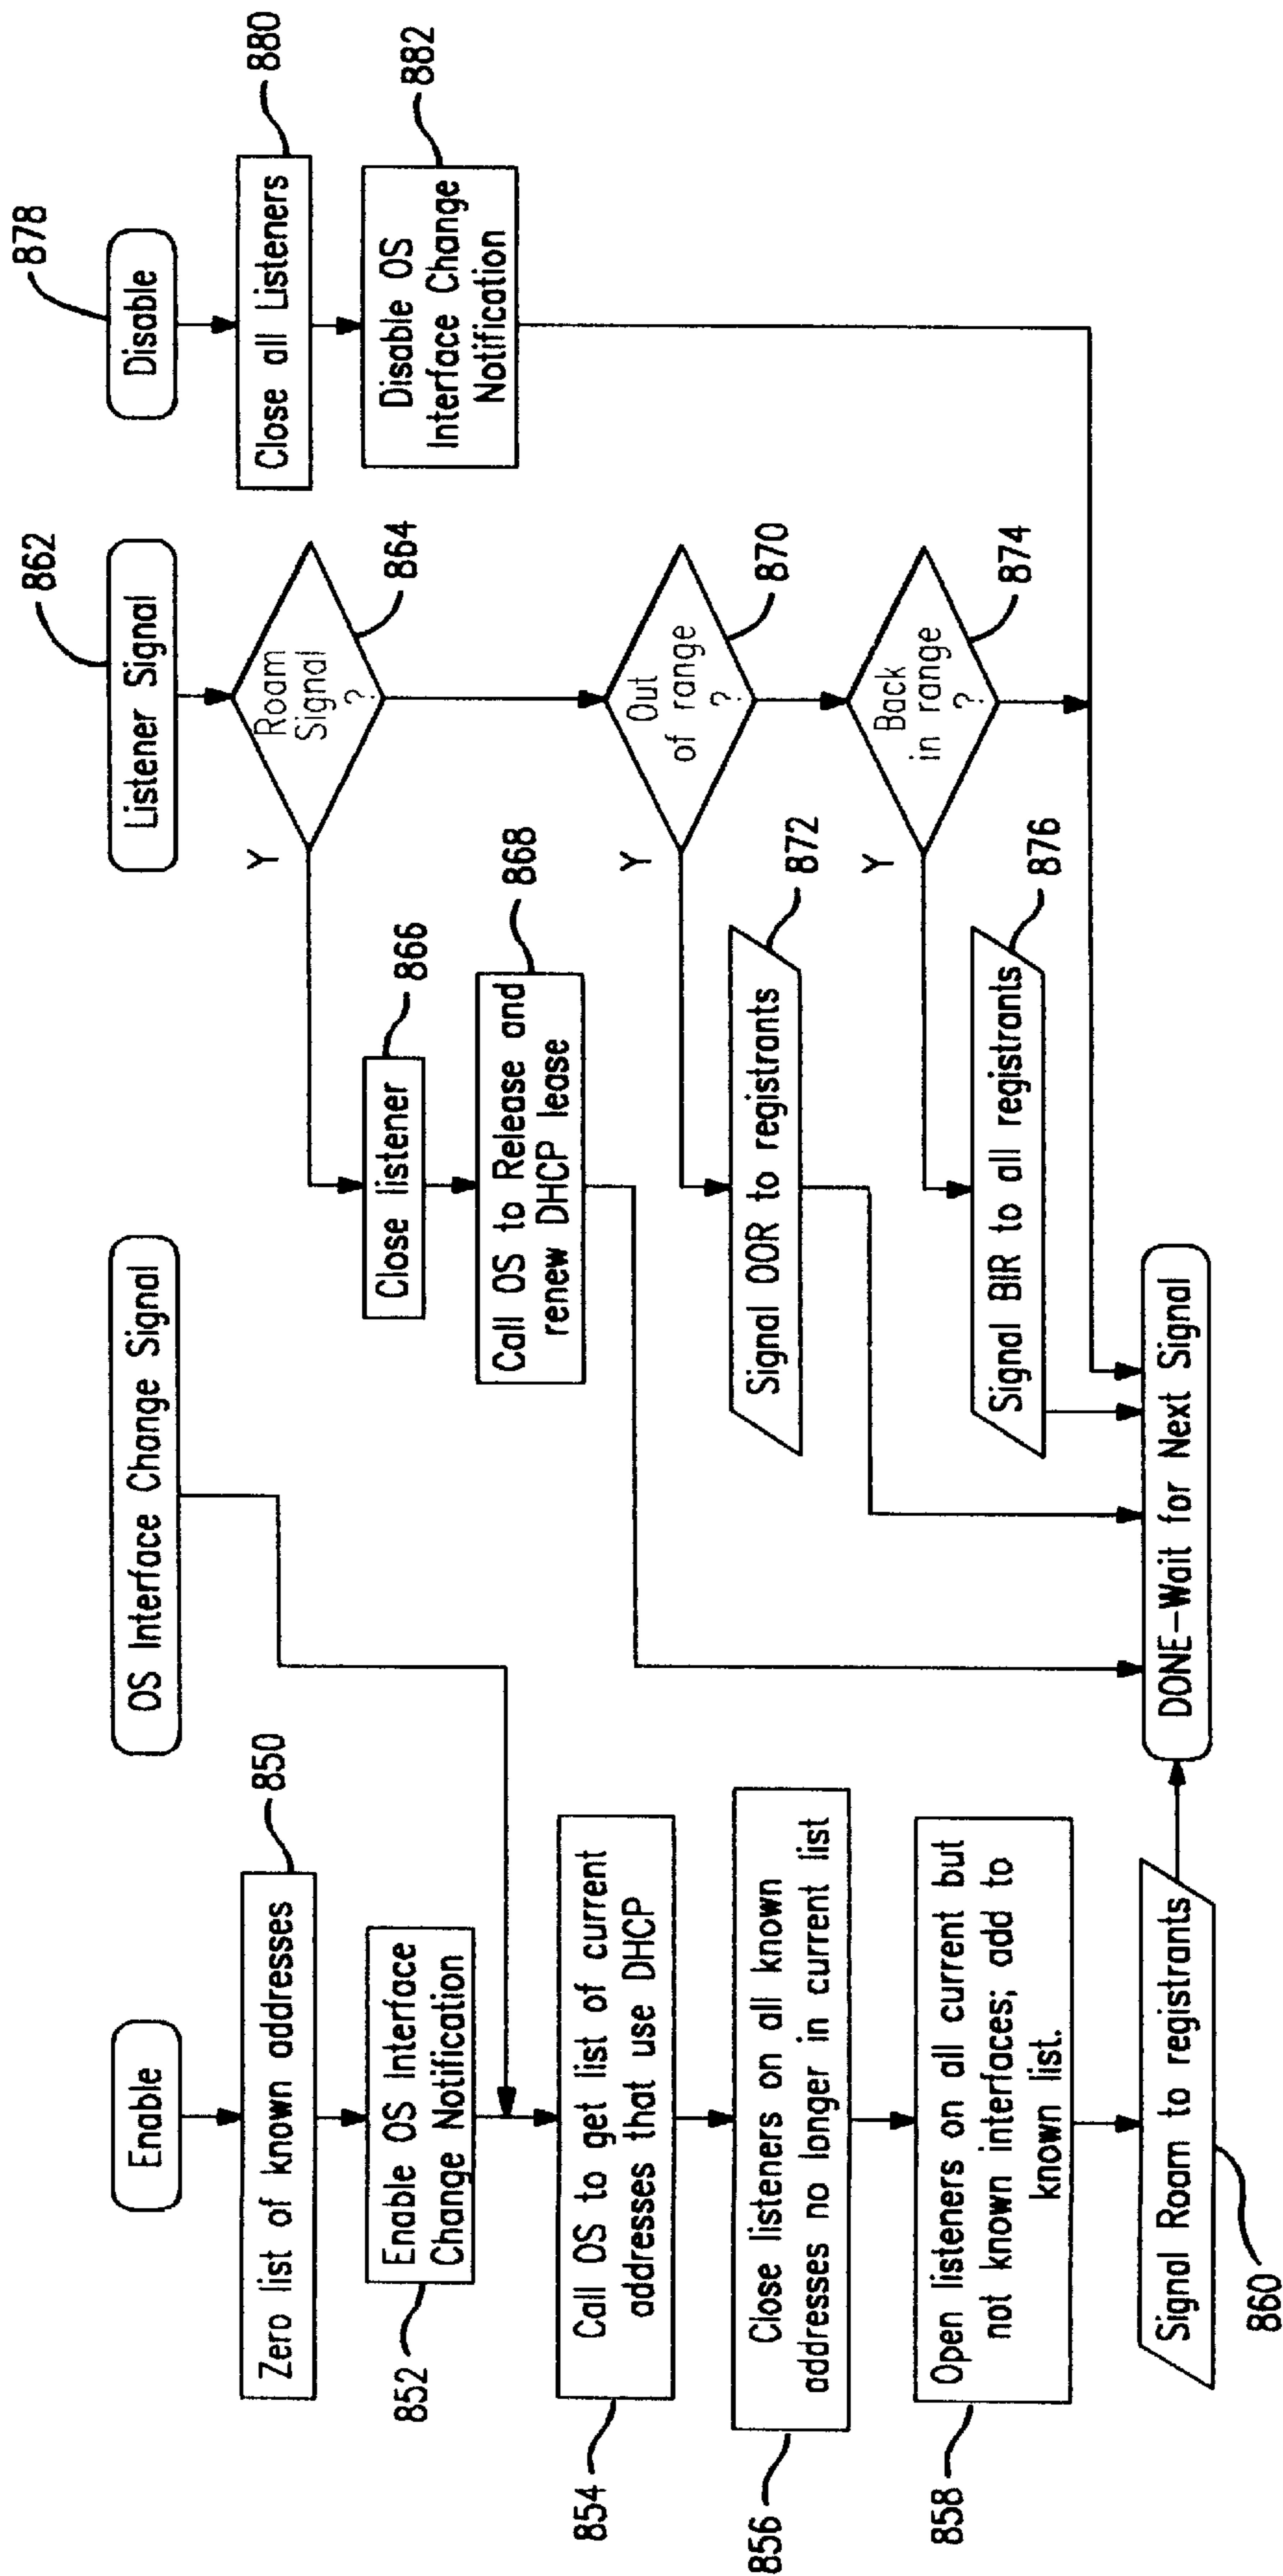 Enable
Zero list of known addresses
850
Enable OS Interface
Change Notification
852
Call OS to get list of current
addresses that use DHCP
854
Close listeners on all known
addresses no longer in current list
856
Open listeners on all current but
not known interfaces; add to
known list.
858
Signal Roam to registrants
860
OS Interface Change Signal
Listener Signal
862
Roam
Signal
?
864
Y
Close listener
866
Call OS to Release and
renew DHCP lease
868
Out
of range
?
870
Y
Signal OOR to registrants
872
Back
in range
?
874
Y
Signal BIR to all registrants
876
Disable
878
Close all Listeners
880
Disable OS
Interface Change
Notification
882
DONE-Wait for Next Signal